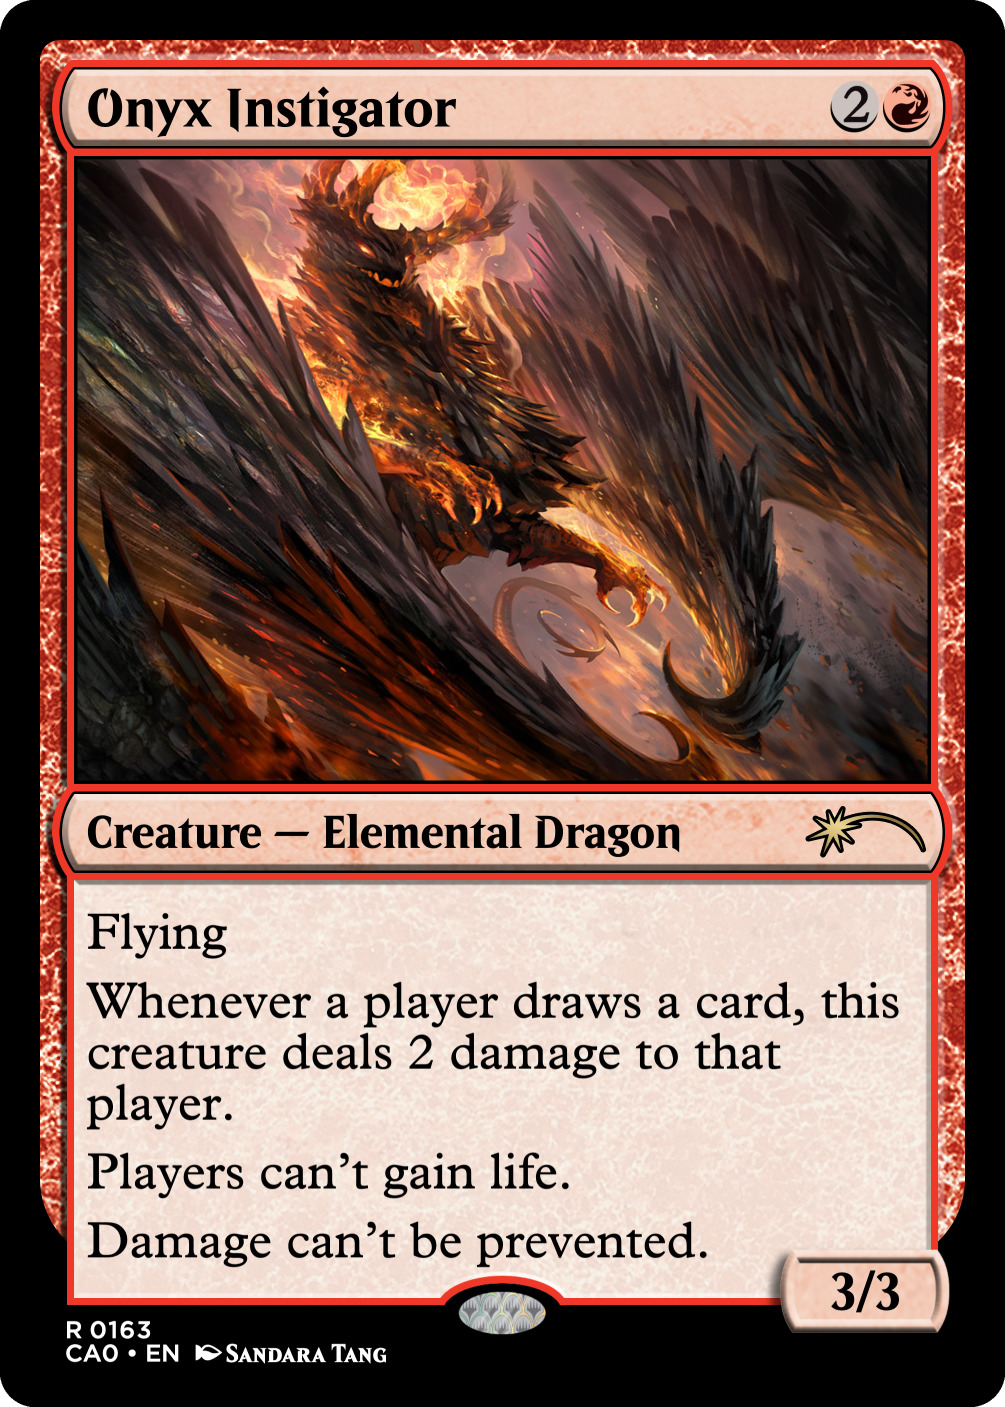 Onyx Instigator 2
Creature — Elemental Dragon
Flying
Whenever a player draws a card, this
creature deals 2 damage to that
player.
Players can't gain life.
Damage can't be prevented.
3/3
R 0163
CAO • EN Sandara Tang